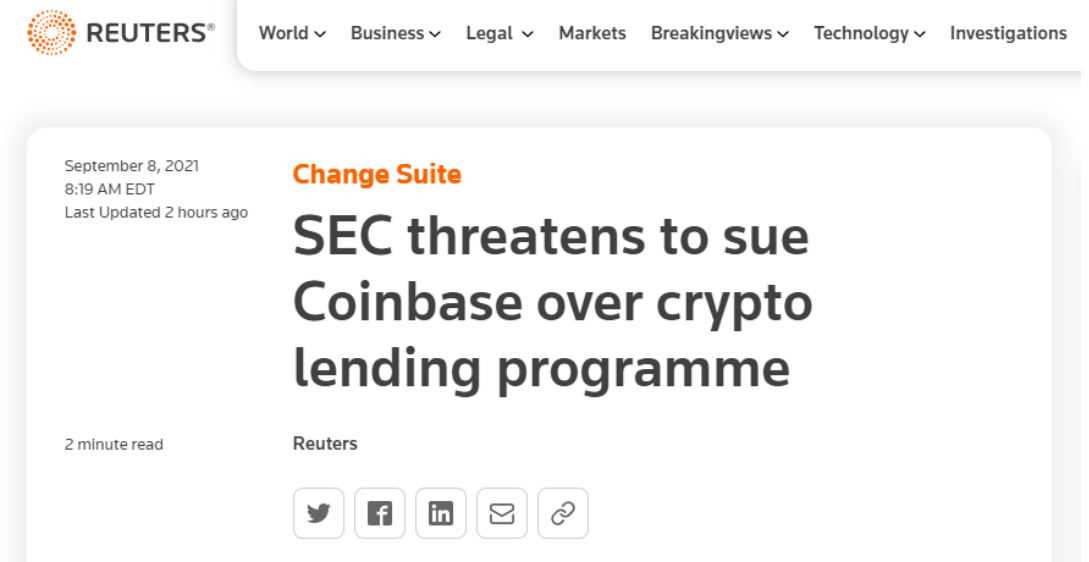 REUTERS®
World Business Legal Markets Breakingviews Technology Investigations
September 8, 2021
8:19 AM EDT
Last Updated 2 hours ago
Change Suite
SEC threatens to sue
Coinbase over crypto
lending programme
2 minute read
Reuters